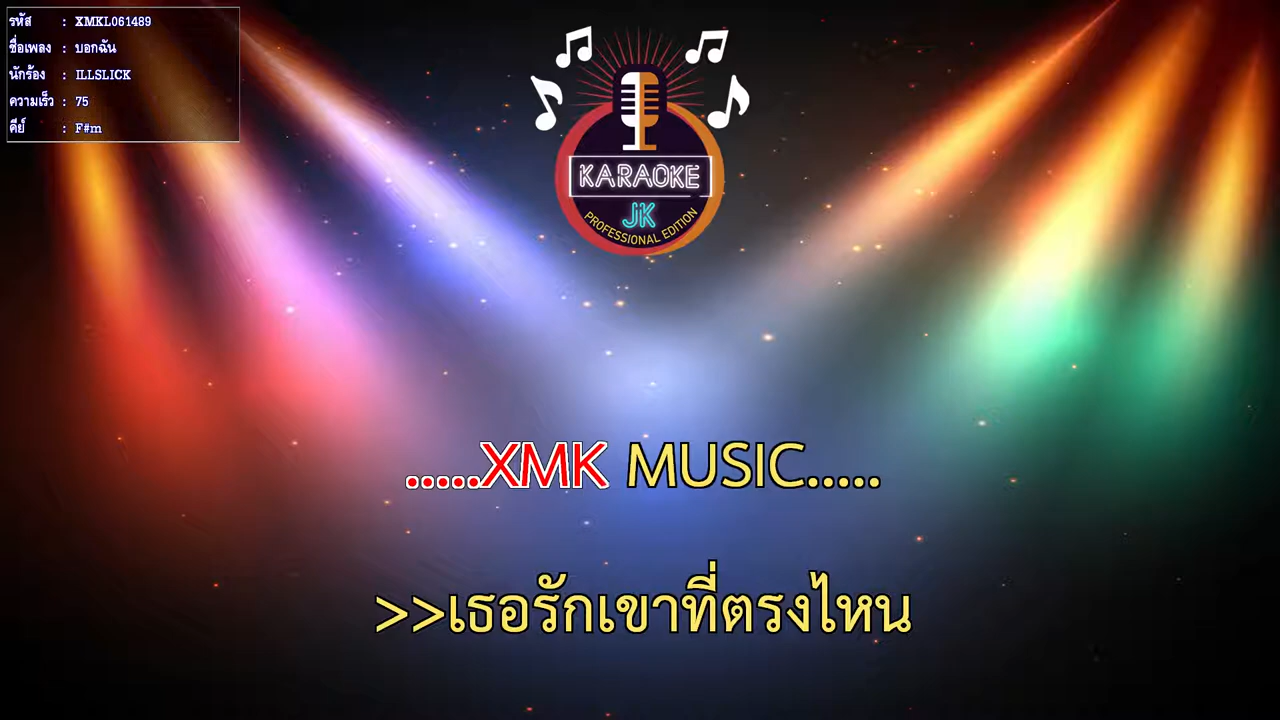 รหัส : XMKL061489
ชื่อเพลง : บอกฉัน
นักร้อง : ILLSLICK
ความเร็ว : 75
คีย์ : F#m
KARAOKE
JK
PROFESSIONAL EDITION
.....XMK MUSIC.....
>>เธอรักเขาที่ตรงไหน